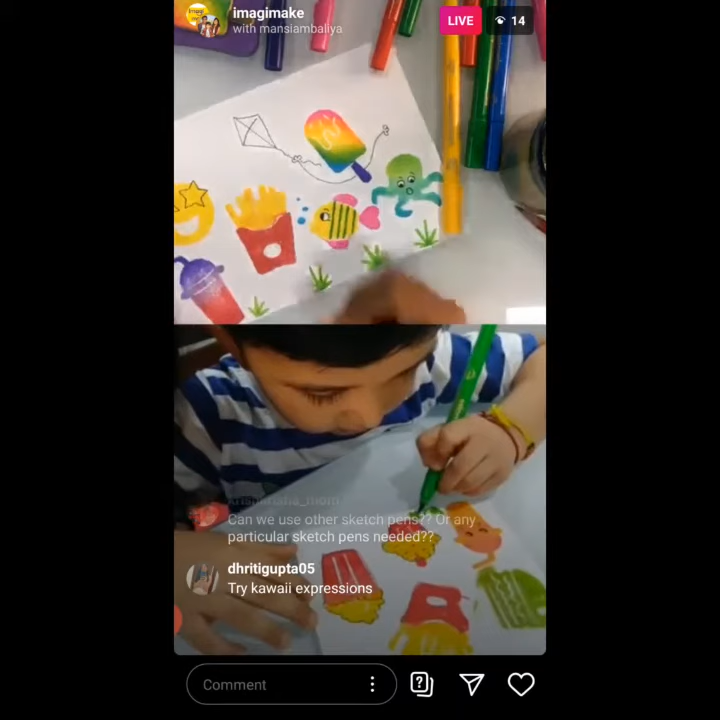 imagimake
with mansiambaliya
LIVE
14
Can we use other sketch pens?? Or any
particular sketch pens needed??
dhritigupta05
Try kawaii expressions
Comment